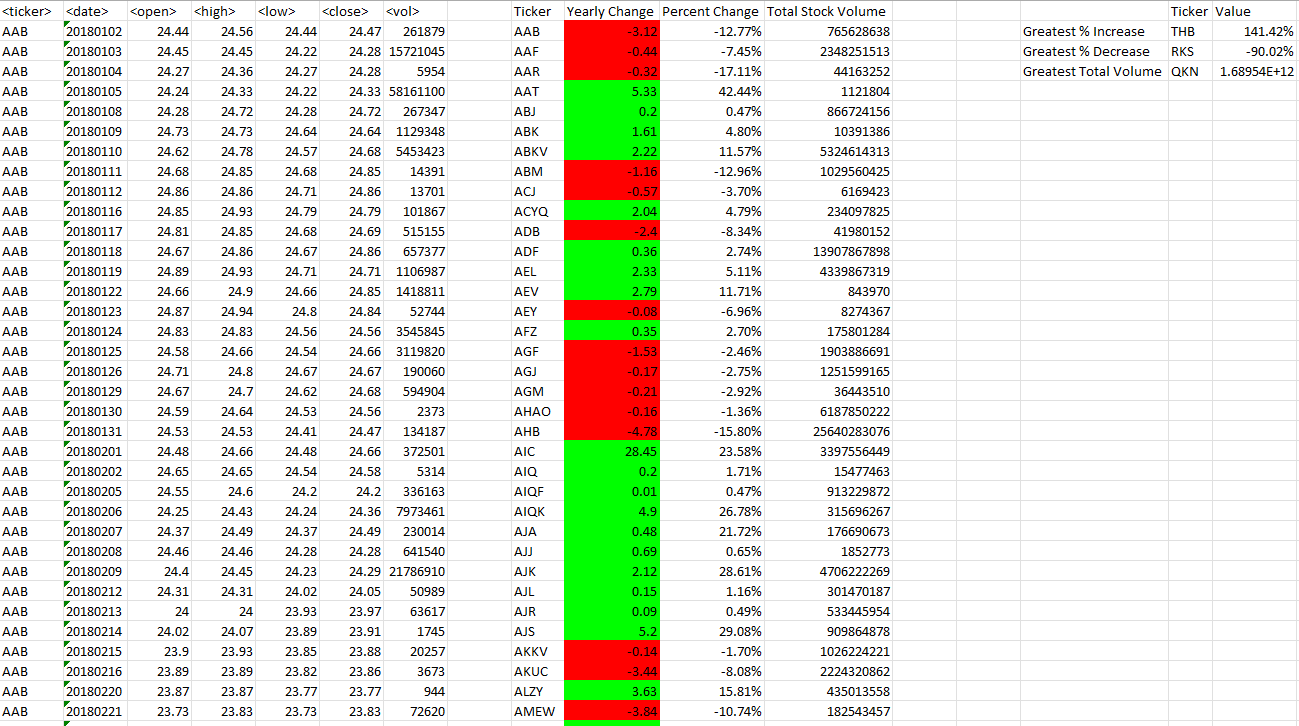 <ticker> <date> <open> <high> <low> <close> <vol> Ticker Yearly Change Percent Change Total Stock Volume Ticker Value
AAB 20180102 24.44 24.56 24.44 24.47 261879 AAB -3.12 -12.77% 765628638 Greatest % Increase THB 141.42%
AAB 20180103 24.45 24.45 24.22 24.28 15721045 AAF -0.44 -7.45% 2348251513 Greatest % Decrease RKS -90.02%
AAB 20180104 24.27 24.36 24.27 24.28 5954 AAR -0.32 -17.11% 44163252 Greatest Total Volume QKN 1.68954E+12
AAB 20180105 24.24 24.33 24.22 24.33 58161100 AAT 5.33 42.44% 1121804
AAB 20180108 24.28 24.72 24.28 24.72 267347 ABJ 0.2 0.47% 866724156
AAB 20180109 24.73 24.73 24.64 24.64 1129348 ABK 1.61 4.80% 10391386
AAB 20180110 24.62 24.78 24.57 24.68 5453423 ABKV 2.22 11.57% 5324614313
AAB 20180111 24.68 24.85 24.68 24.85 14391 ABM -1.16 -12.96% 1029560425
AAB 20180112 24.86 24.86 24.71 24.86 13701 ACJ -0.57 -3.70% 6169423
AAB 20180116 24.85 24.93 24.79 24.79 101867 ACYQ 2.04 4.79% 234097825
AAB 20180117 24.81 24.85 24.68 24.69 515155 ADB -2.4 -8.34% 41980152
AAB 20180118 24.67 24.86 24.67 24.86 657377 ADF 0.36 2.74% 13907867898
AAB 20180119 24.89 24.93 24.71 24.71 1106987 AEL 2.33 5.11% 4339867319
AAB 20180122 24.66 24.9 24.66 24.85 1418811 AEV 2.79 11.71% 843970
AAB 20180123 24.87 24.94 24.8 24.84 52744 AEY -0.08 -6.96% 8274367
AAB 20180124 24.83 24.83 24.56 24.56 3545845 AFZ 0.35 2.70% 175801284
AAB 20180125 24.58 24.66 24.54 24.66 3119820 AGF -1.53 -2.46% 1903886691
AAB 20180126 24.71 24.8 24.67 24.67 190060 AGJ -0.17 -2.75% 1251599165
AAB 20180129 24.67 24.7 24.62 24.68 594904 AGM -0.21 -2.92% 36443510
AAB 20180130 24.59 24.64 24.53 24.56 2373 AHAO -0.16 -1.36% 6187850222
AAB 20180131 24.53 24.53 24.41 24.47 134187 AHB -4.78 -15.80% 25640283076
AAB 20180201 24.48 24.66 24.48 24.66 372501 AIC 28.45 23.58% 3397556449
AAB 20180202 24.65 24.65 24.54 24.58 5314 AIQ 0.2 1.71% 15477463
AAB 20180205 24.55 24.6 24.2 24.2 336163 AIQF 0.01 0.47% 913229872
AAB 20180206 24.25 24.43 24.24 24.36 7973461 AIQK 4.9 26.78% 315696267
AAB 20180207 24.37 24.49 24.37 24.49 230014 AJA 0.48 21.72% 176690673
AAB 20180208 24.46 24.46 24.28 24.28 641540 AJJ 0.69 0.65% 1852773
AAB 20180209 24.4 24.45 24.23 24.29 21786910 AJK 2.12 28.61% 4706222269
AAB 20180212 24.31 24.31 24.02 24.05 50989 AJL 0.15 1.16% 301470187
AAB 20180213 24 24 23.93 23.97 63617 AJR 0.09 0.49% 533445954
AAB 20180214 24.02 24.07 23.89 23.91 1745 AJS 5.2 29.08% 909864878
AAB 20180215 23.9 23.93 23.85 23.88 20257 AKKV -0.14 -1.70% 1026224221
AAB 20180216 23.89 23.89 23.82 23.86 3673 AKUC -3.44 -8.08% 2224320862
AAB 20180220 23.87 23.87 23.77 23.77 944 ALZY 3.63 15.81% 435013558
AAB 20180221 23.73 23.83 23.73 23.83 72620 AMEW -3.84 -10.74% 182543457